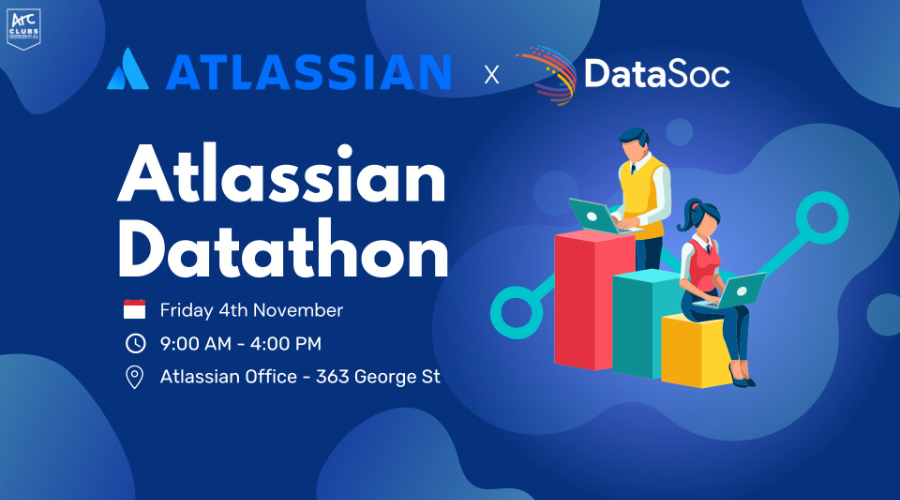 Arc
CLUBS
ATLASSIAN X DataSoc
Atlassian
Datathon
Friday 4th November
9:00 AM - 4:00 PM
Atlassian Office - 363 George St